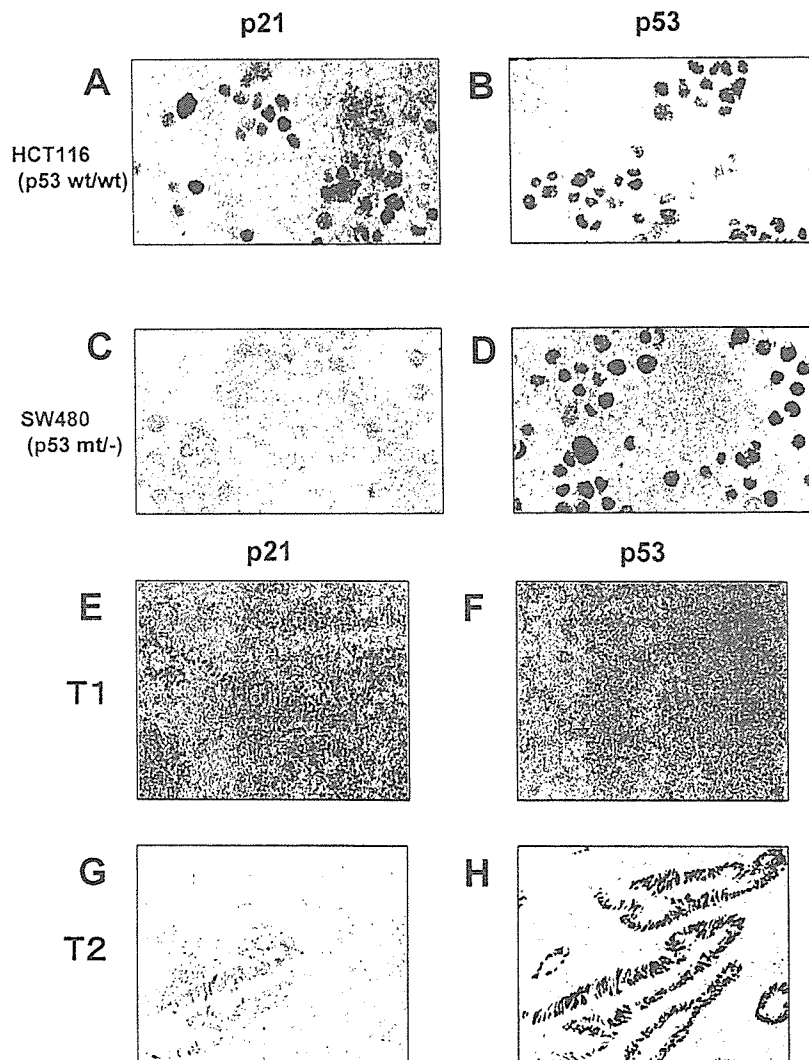 p21 p53
A B
HCT116
(p53 wt/wt)
C D
SW480
(p53 mt/-)
p21 p53
E F
T1
G H
T2